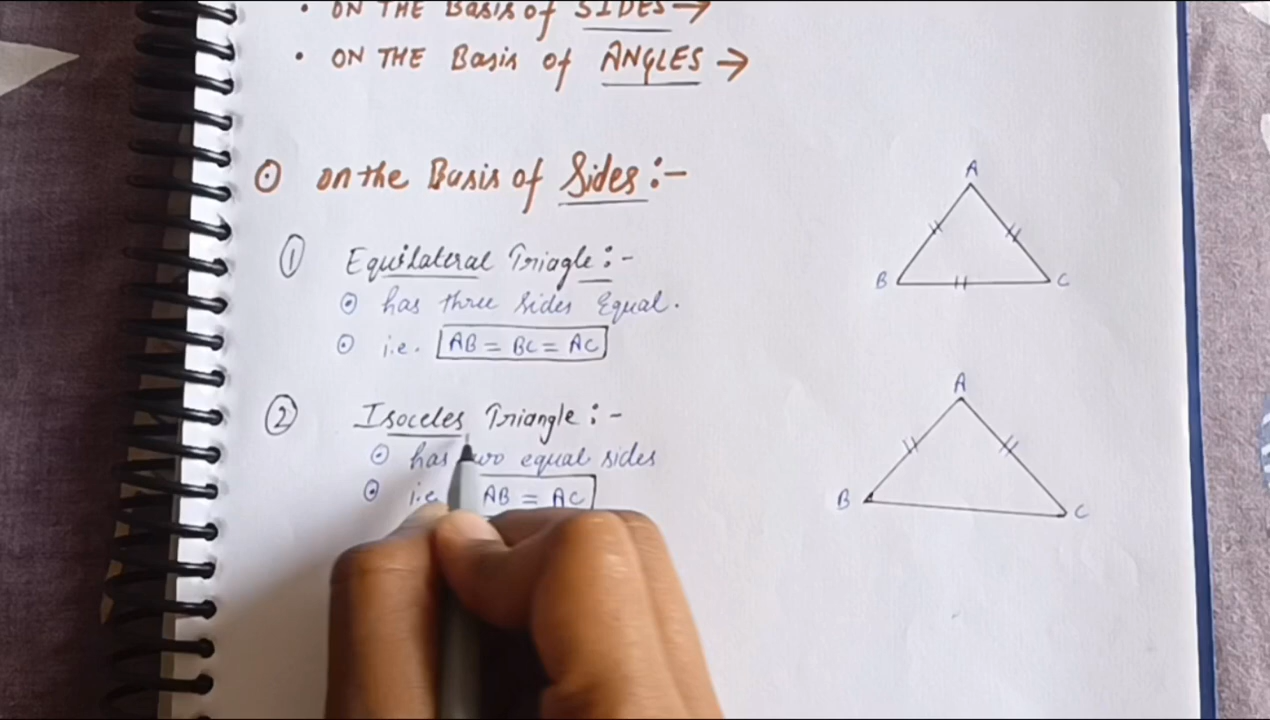 • ON THE Basis of SIDES →
• ON THE Basis of ANGLES →
⊙ on the Basis of Sides :-
① Equilateral Triagle :-
⊙ has three sides Equal.
⊙ i.e. AB = BC = AC
② Isoceles Triangle :-
⊙ has two equal sides
⊙ i.e AB = AC
A
B
C
A
B
C